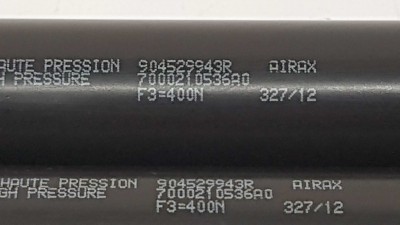 HAUTE PRESSION 904529943R AIRAX
GH PRESSURE 7000210536A0
F3=400N 327/12
HAUTE PRESSION 904529943R AIRAX
GH PRESSURE 7000210536A0
F3=400N 327/12